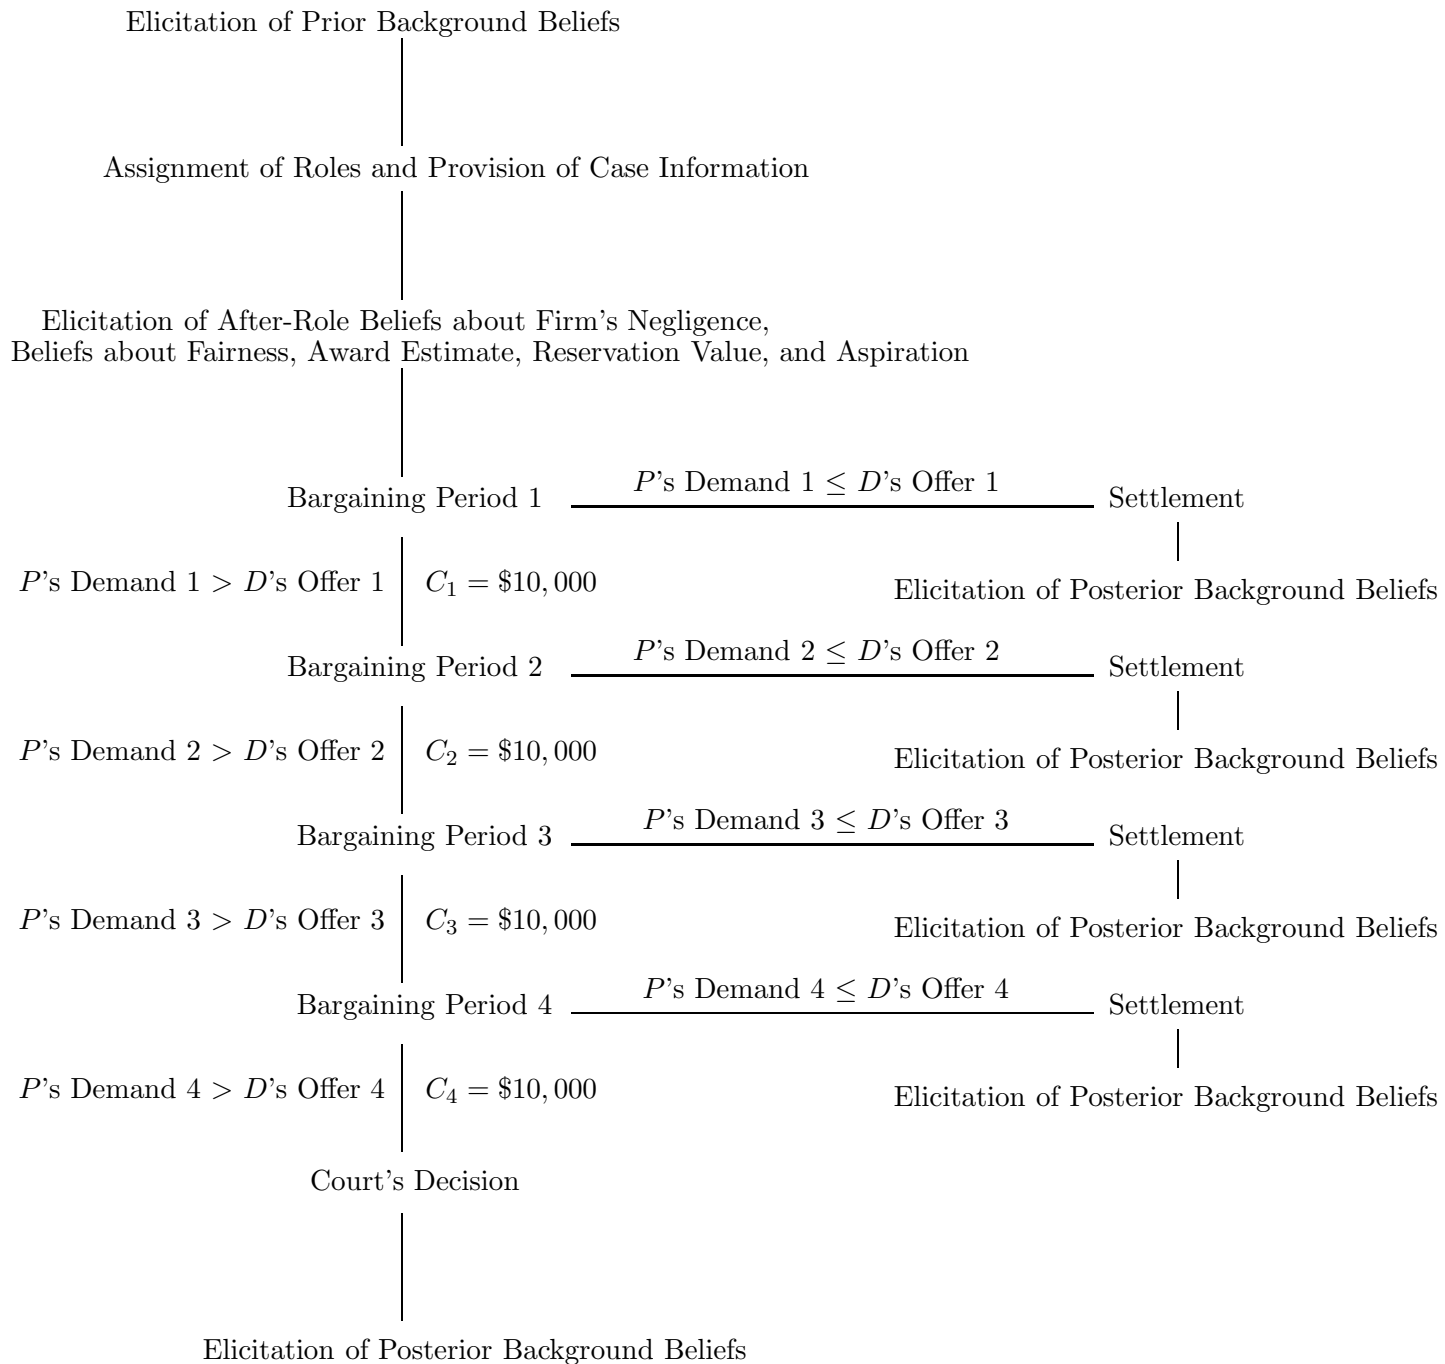 Elicitation of Prior Background Beliefs
Assignment of Roles and Provision of Case Information
Elicitation of After-Role Beliefs about Firm's Negligence,
Beliefs about Fairness, Award Estimate, Reservation Value, and Aspiration
Bargaining Period 1 P's Demand 1 ≤ D's Offer 1 Settlement
P's Demand 1 > D's Offer 1 C₁ = $10,000 Elicitation of Posterior Background Beliefs
Bargaining Period 2 P's Demand 2 ≤ D's Offer 2 Settlement
P's Demand 2 > D's Offer 2 C₂ = $10,000 Elicitation of Posterior Background Beliefs
Bargaining Period 3 P's Demand 3 ≤ D's Offer 3 Settlement
P's Demand 3 > D's Offer 3 C₃ = $10,000 Elicitation of Posterior Background Beliefs
Bargaining Period 4 P's Demand 4 ≤ D's Offer 4 Settlement
P's Demand 4 > D's Offer 4 C₄ = $10,000 Elicitation of Posterior Background Beliefs
Court's Decision
Elicitation of Posterior Background Beliefs